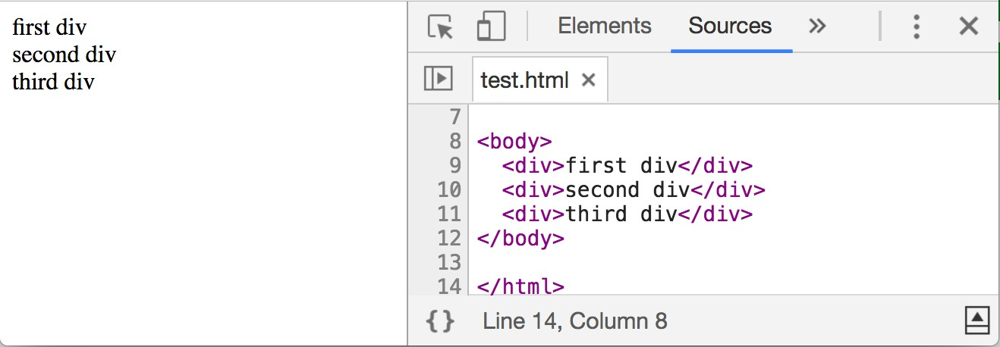 first div
second div
third div
Elements Sources »
test.html ×
7
8 <body>
9   <div>first div</div>
10   <div>second div</div>
11   <div>third div</div>
12 </body>
13
14 </html>
{} Line 14, Column 8